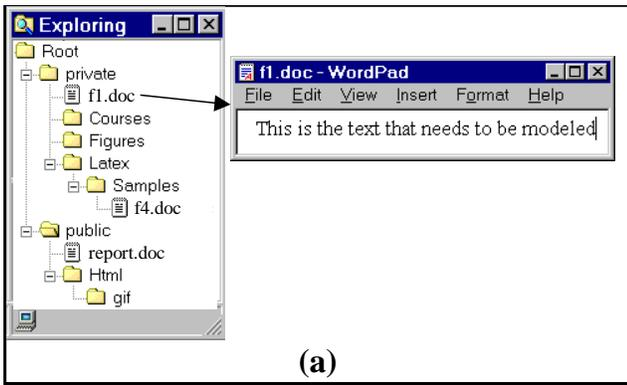 Exploring
Root
private
f1.doc
Courses
Figures
Latex
Samples
f4.doc
public
report.doc
Html
gif
f1.doc - WordPad
File Edit View Insert Format Help
This is the text that needs to be modeled
(a)